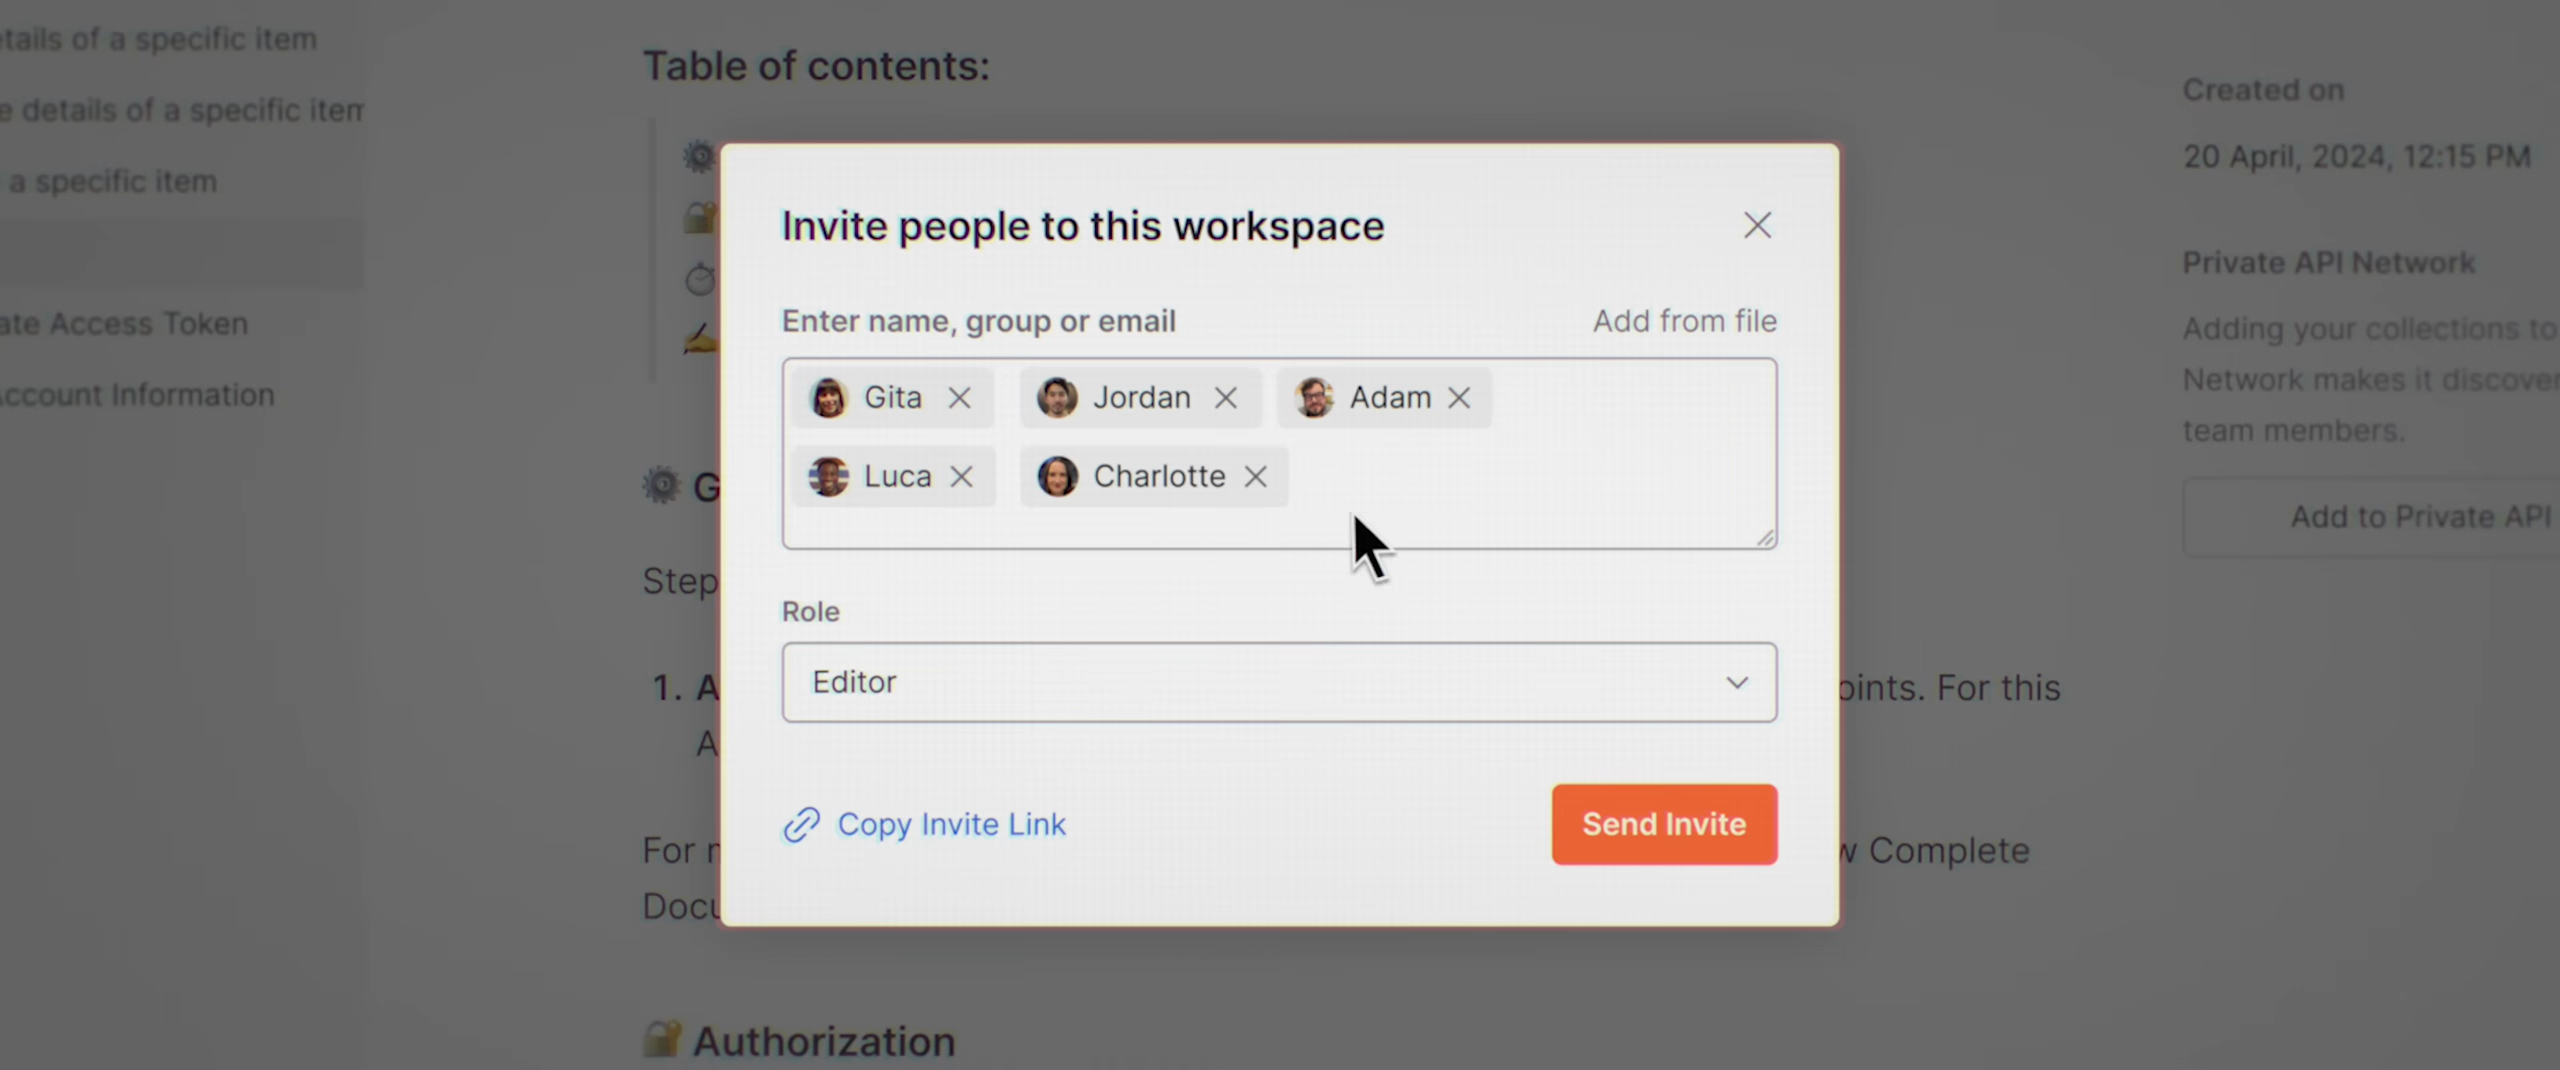 etails of a specific item
e details of a specific item
a specific item
ate Access Token
Account Information
Table of contents:
Step
1. A
A
For
Docu
oints. For this
w Complete
Authorization
Created on
20 April, 2024, 12:15 PM
Private API Network
Adding your collections to
Network makes it discover
team members.
Add to Private API
Invite people to this workspace
Enter name, group or email Add from file
Gita Jordan Adam
Luca Charlotte
Role
Editor
Copy Invite Link Send Invite